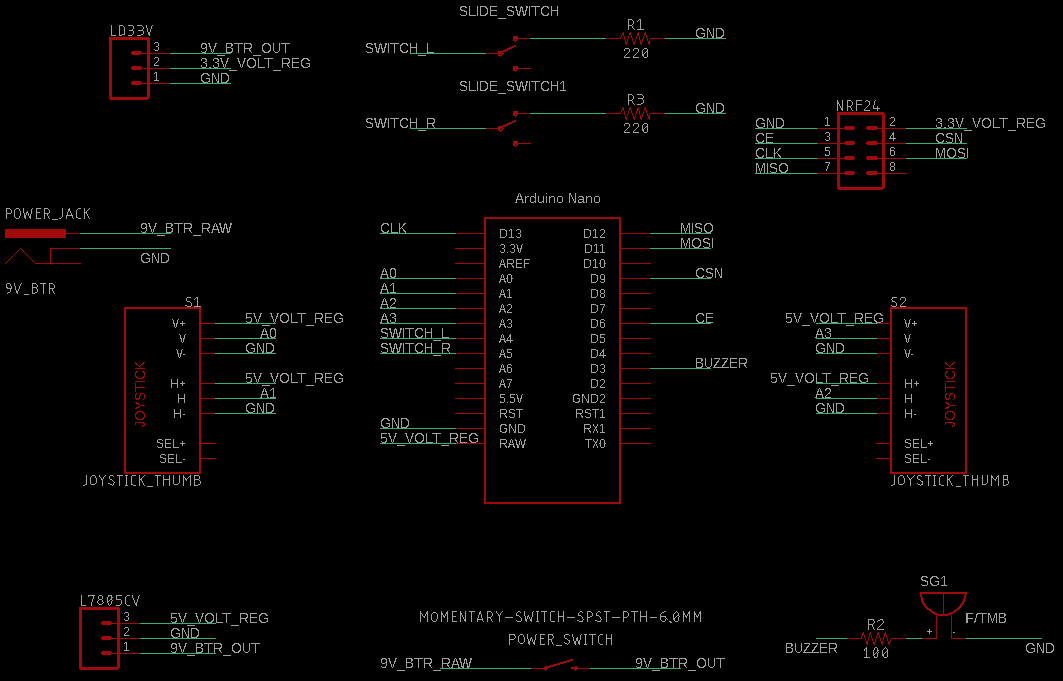 LD33V
3 9V_BTR_OUT
2 3.3V_VOLT_REG
1 GND
SLIDE_SWITCH
SWITCH_L
R1
220
GND
SLIDE_SWITCH1
SWITCH_R
R3
220
GND
NRF24
GND 1 2 3.3V_VOLT_REG
CE 3 4 CSN
CLK 5 6 MOSI
MISO 7 8
POWER_JACK
9V_BTR_RAW
GND
9V_BTR
Arduino Nano
CLK D13 D12 MISO
3.3V D11 MOSI
AREF D10
A0 A0 D9 CSN
A1 A1 D8
A2 A2 D7
A3 A3 D6 CE
SWITCH_L A4 D5
SWITCH_R A5 D4
A6 D3 BUZZER
A7 D2
5.5V GND2
RST RST1
GND GND RX1
5V_VOLT_REG RAW TX0
S1
V+ 5V_VOLT_REG
V A0
V- GND
H+ 5V_VOLT_REG
H A1
H- GND
SEL+
SEL-
JOYSTICK
JOYSTICK_THUMB
S2
5V_VOLT_REG V+
A3 V
GND V-
5V_VOLT_REG H+
A2 H
GND H-
SEL+
SEL-
JOYSTICK
JOYSTICK_THUMB
L7805CV
3 5V_VOLT_REG
2 GND
1 9V_BTR_OUT
MOMENTARY-SWITCH-SPST-PTH-6.0MM
POWER_SWITCH
9V_BTR_RAW 9V_BTR_OUT
SG1
F/TMB
+ -
R2
100
BUZZER
GND